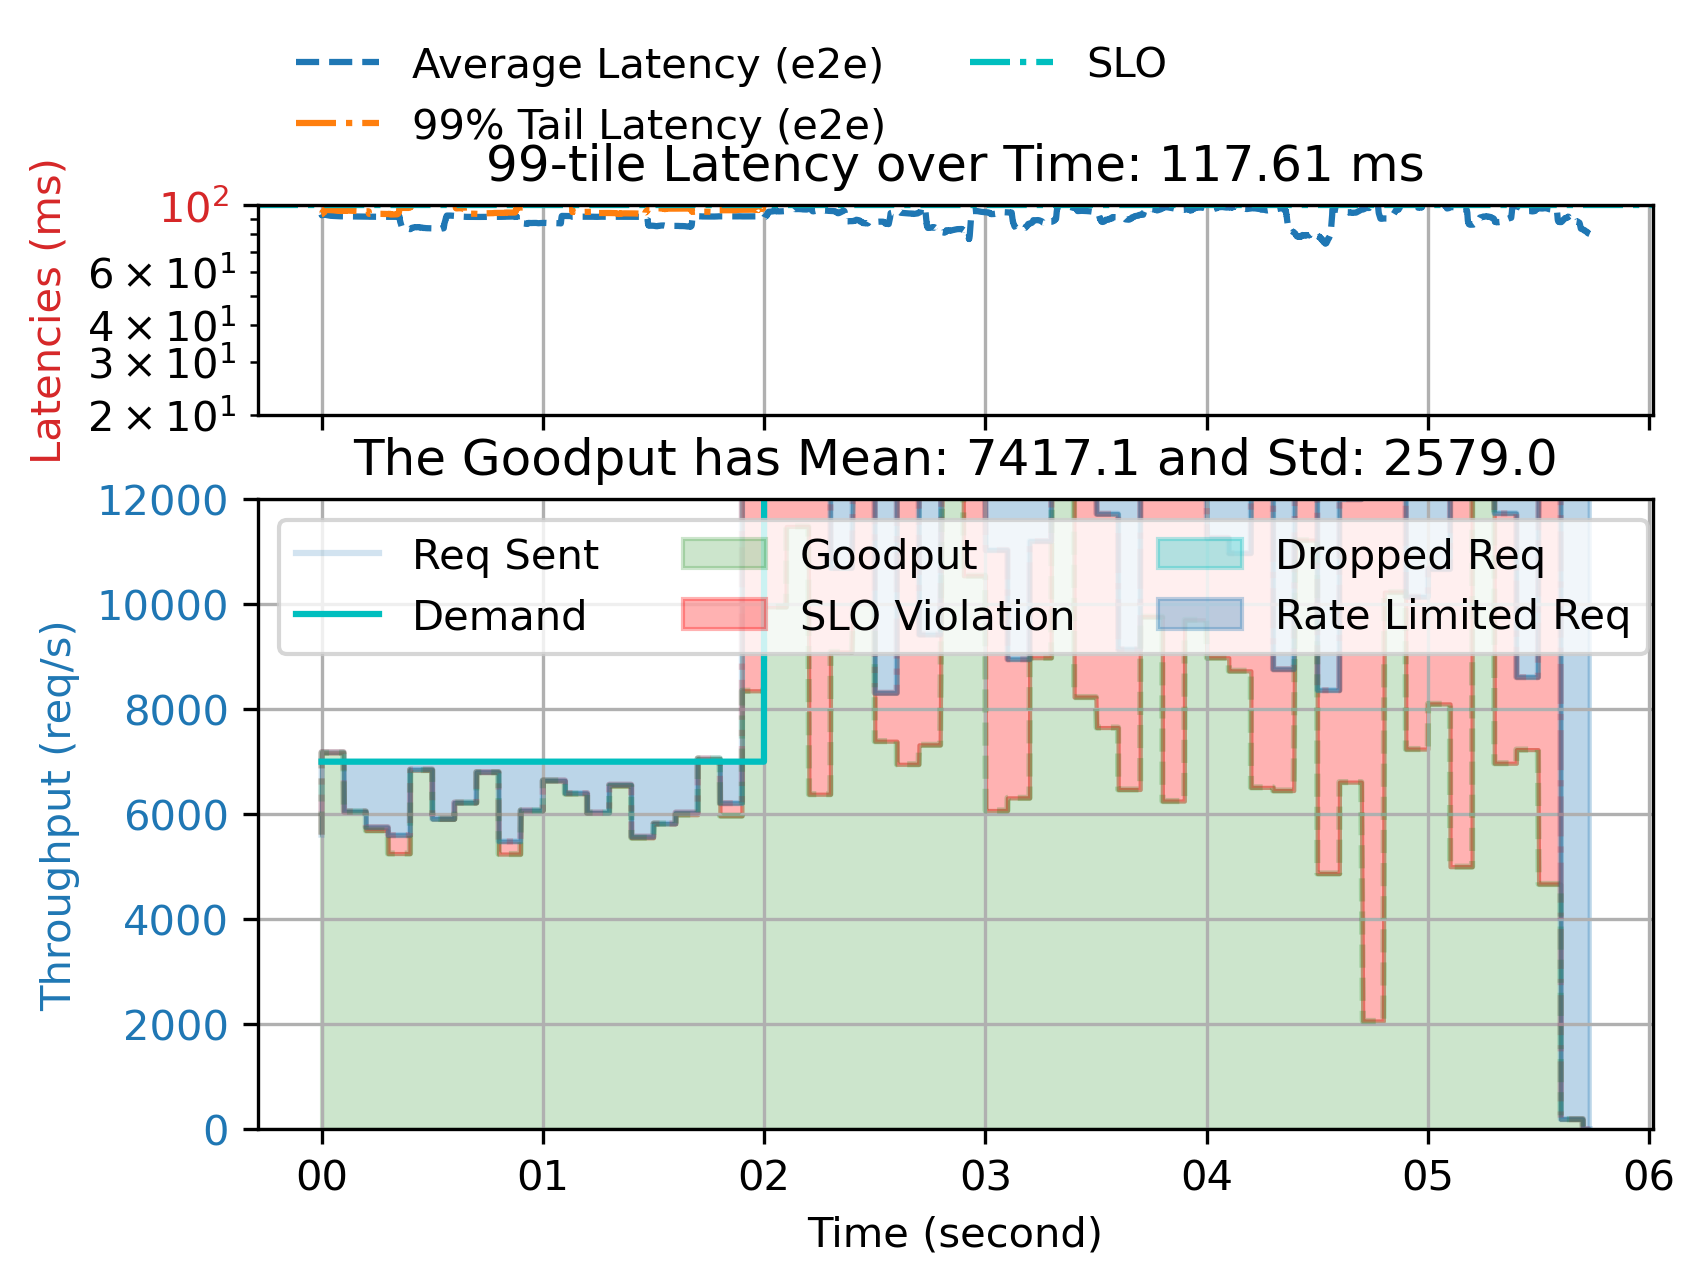 Average Latency (e2e)
SLO
99% Tail Latency (e2e)
99-tile Latency over Time: 117.61 ms
Latencies (ms)
10²
6 × 10¹
4 × 10¹
3 × 10¹
2 × 10¹
The Goodput has Mean: 7417.1 and Std: 2579.0
Throughput (req/s)
12000
10000
8000
6000
4000
2000
0
Req Sent
Goodput
Dropped Req
Demand
SLO Violation
Rate Limited Req
00 01 02 03 04 05 06
Time (second)